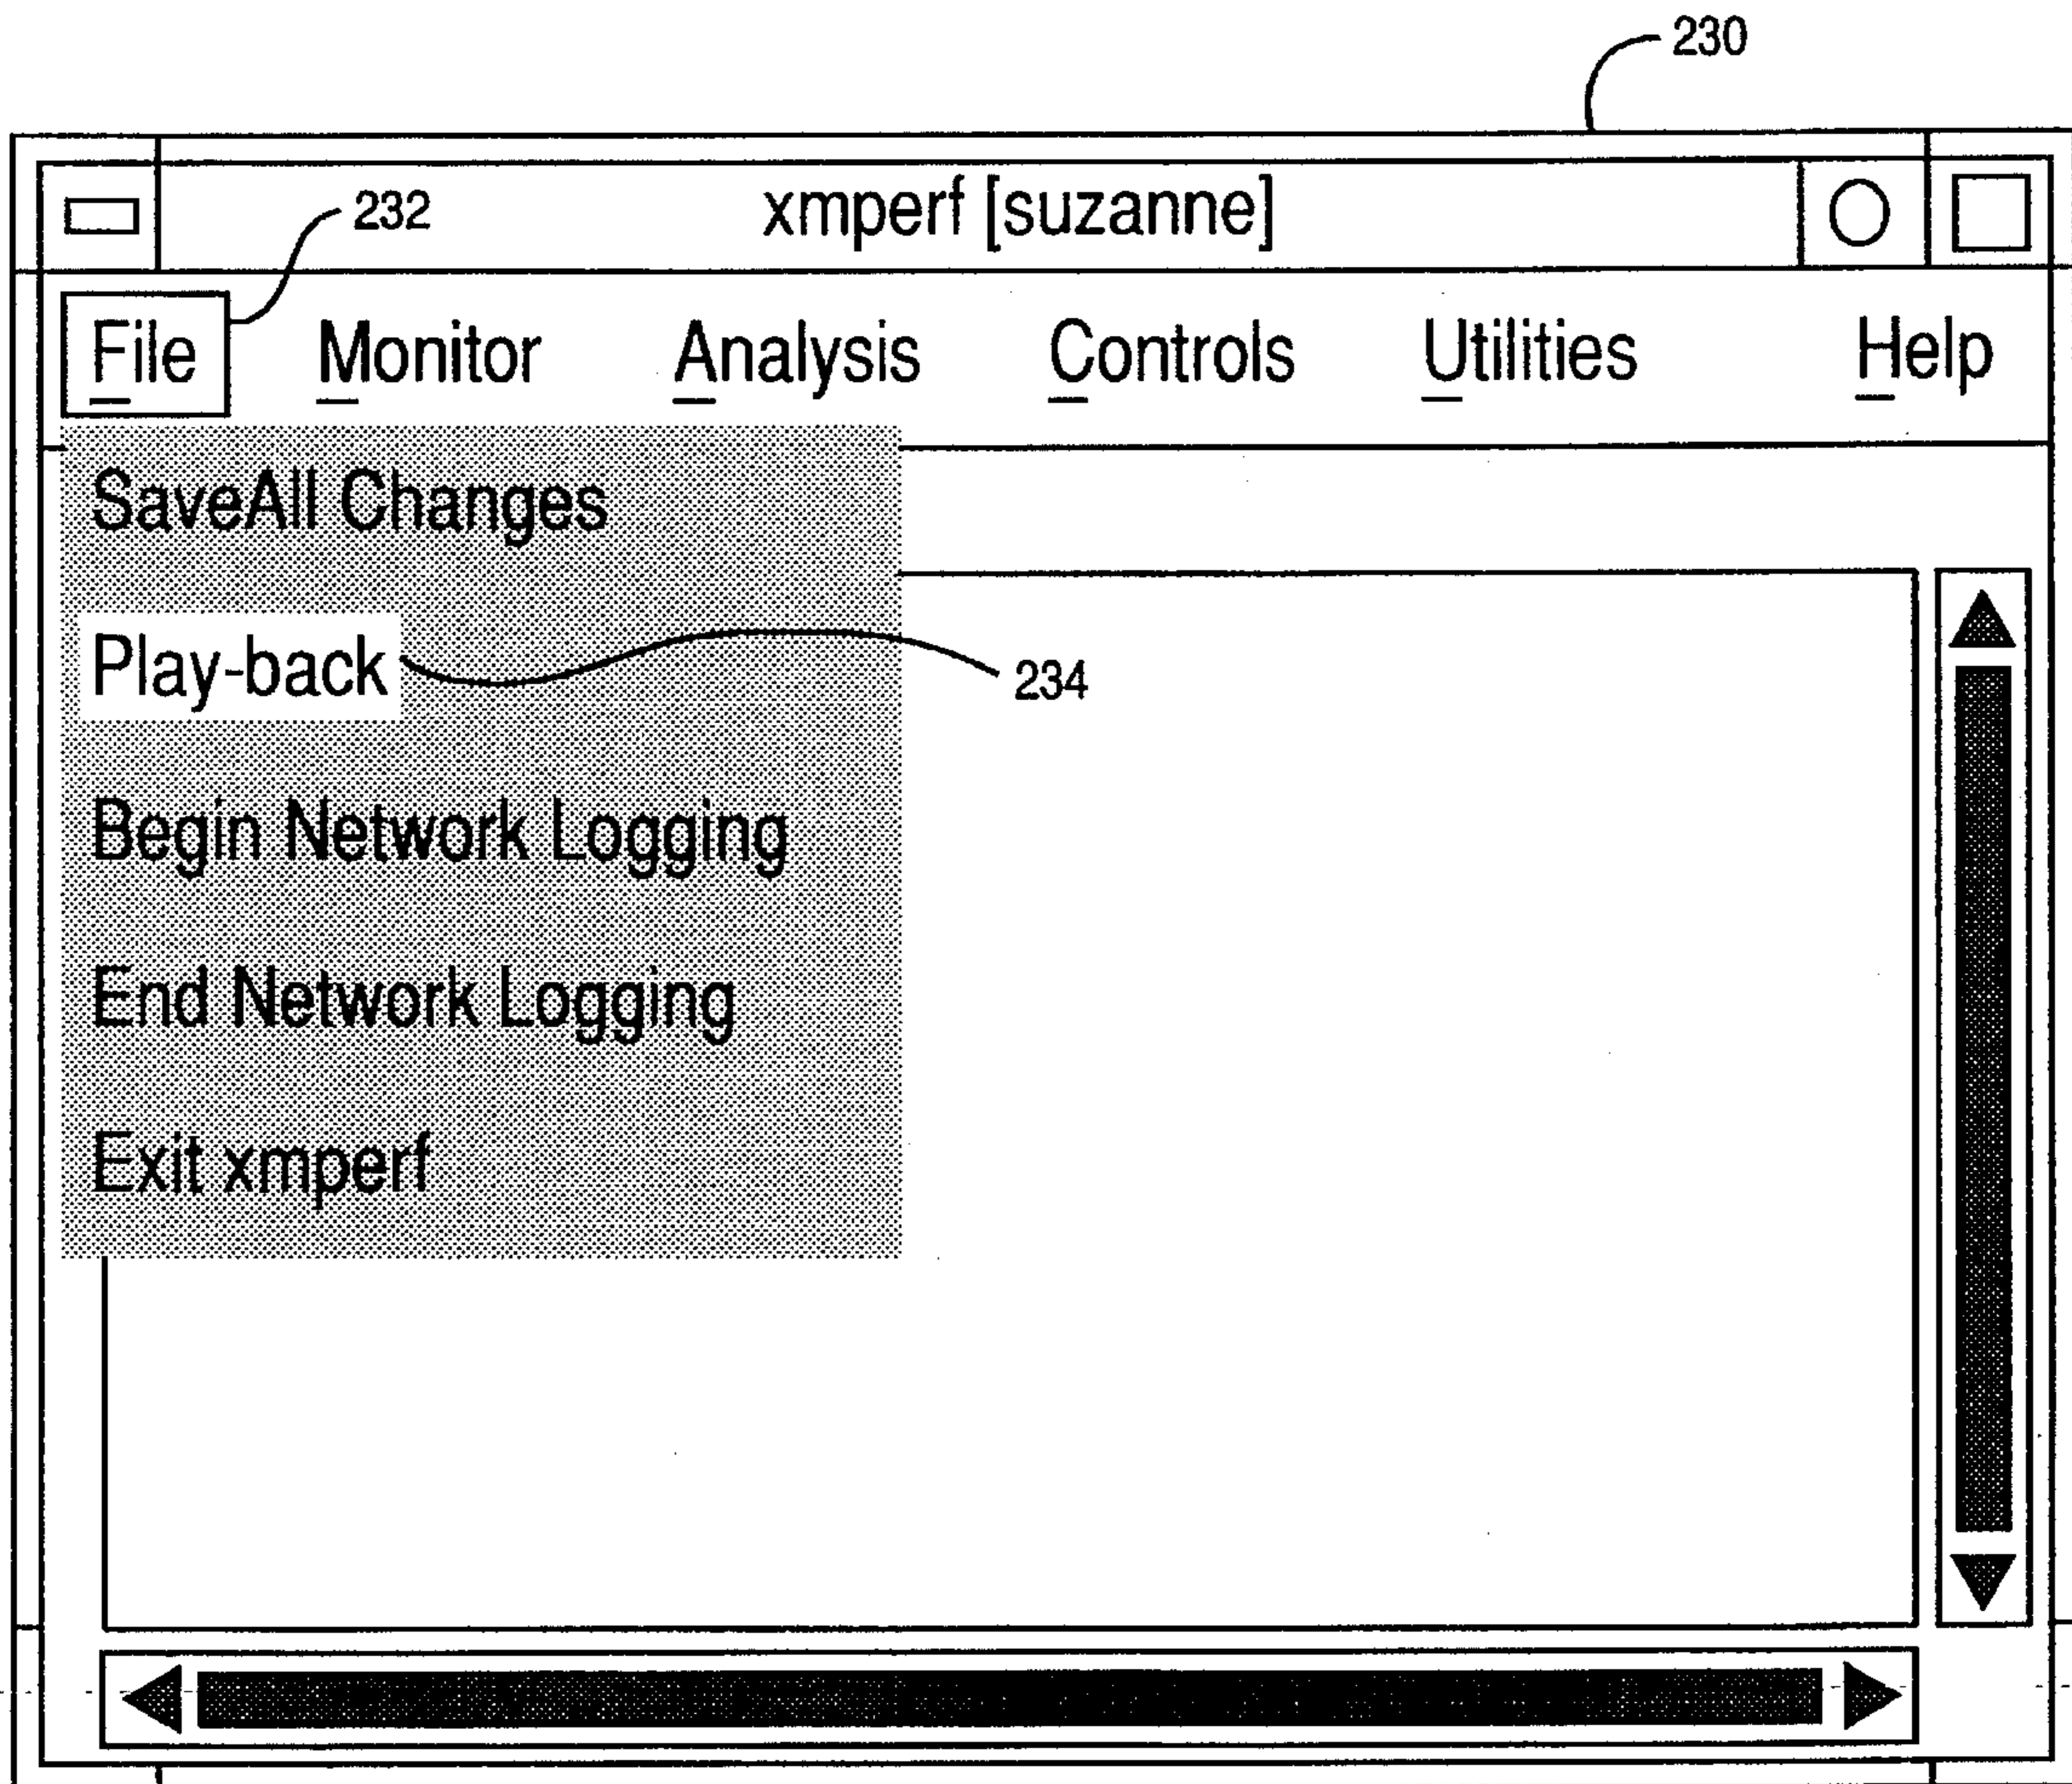 230
xmperf [suzanne]
232
File Monitor Analysis Controls Utilities Help
SaveAll Changes
Play-back
234
Begin Network Logging
End Network Logging
Exit xmperf